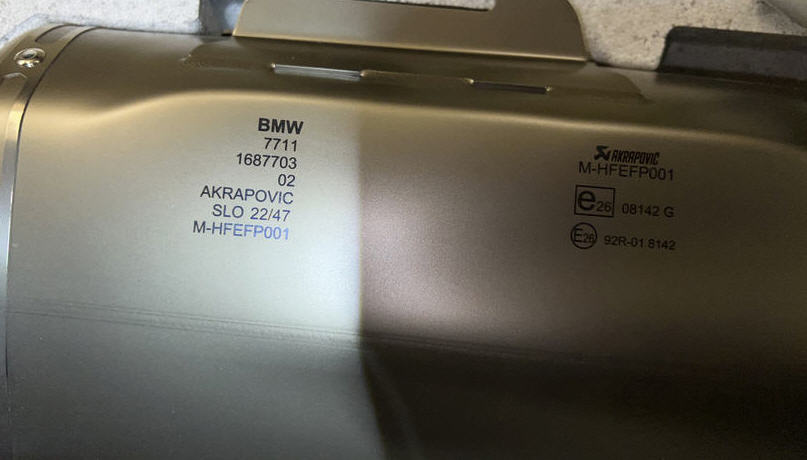 BMW
7711
1687703
02
AKRAPOVIC
SLO 22/47
M-HFEFP001
AKRAPOVIC
M-HFEFP001
e26 08142 G
E26 92R-01 8142